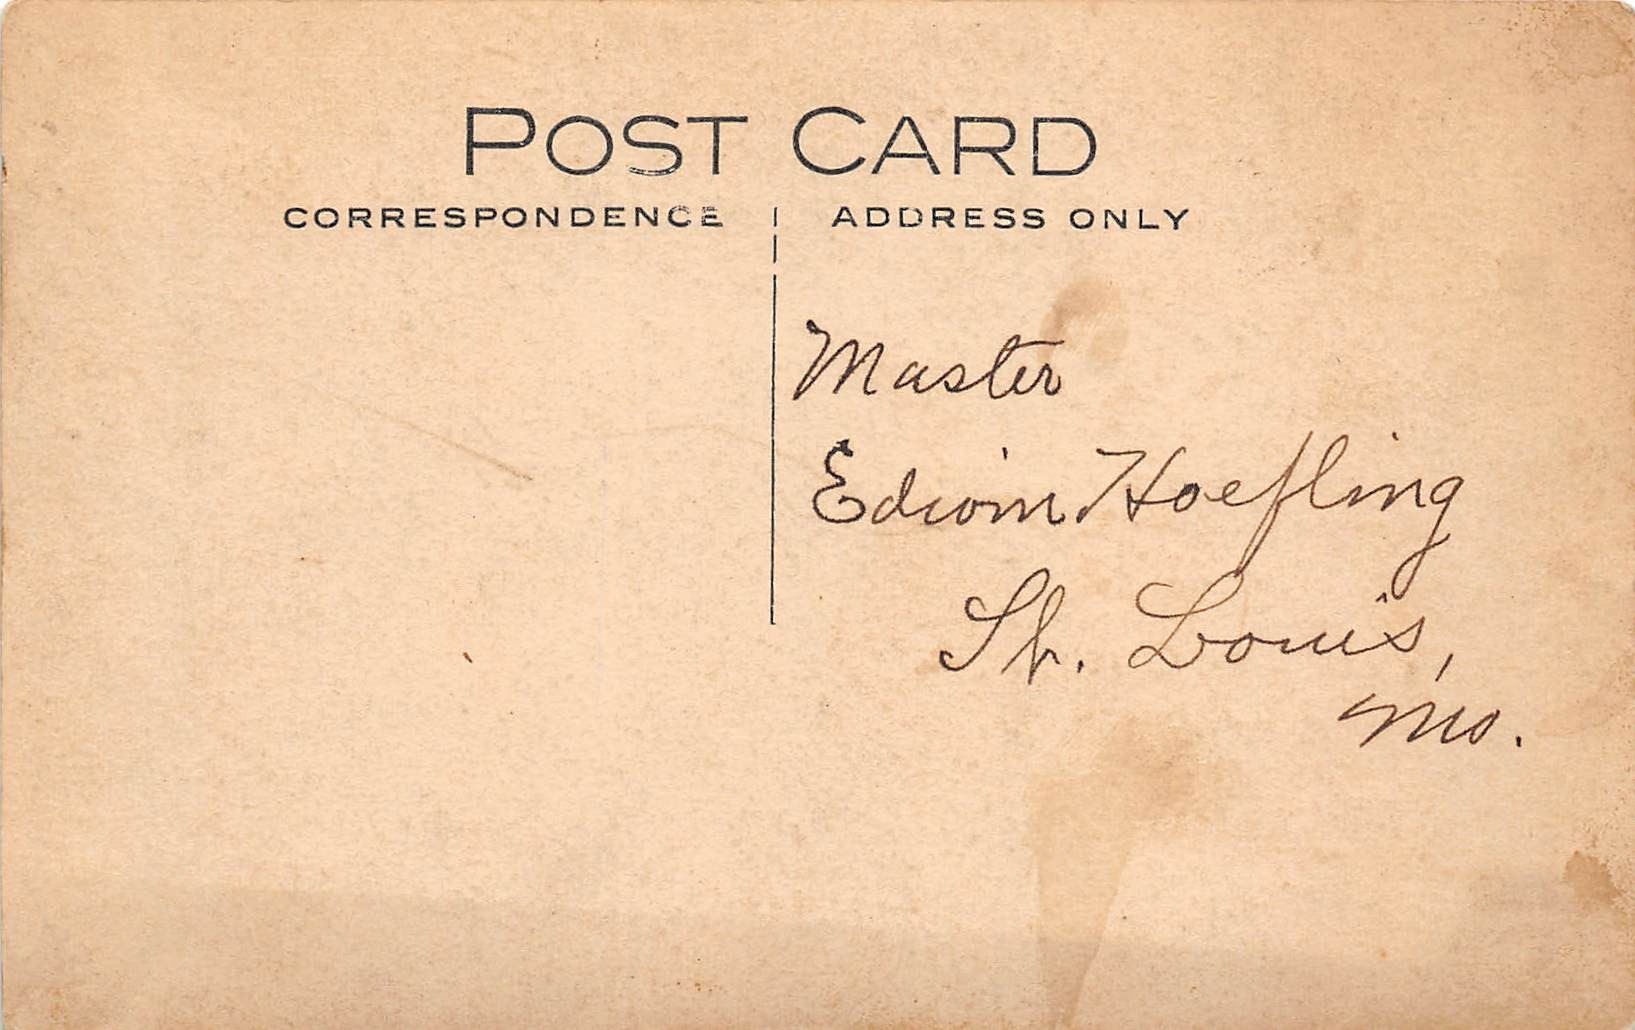 POST CARD
CORRESPONDENCE
ADDRESS ONLY
Master
Edwin Hoefling
St. Louis,
Mo.